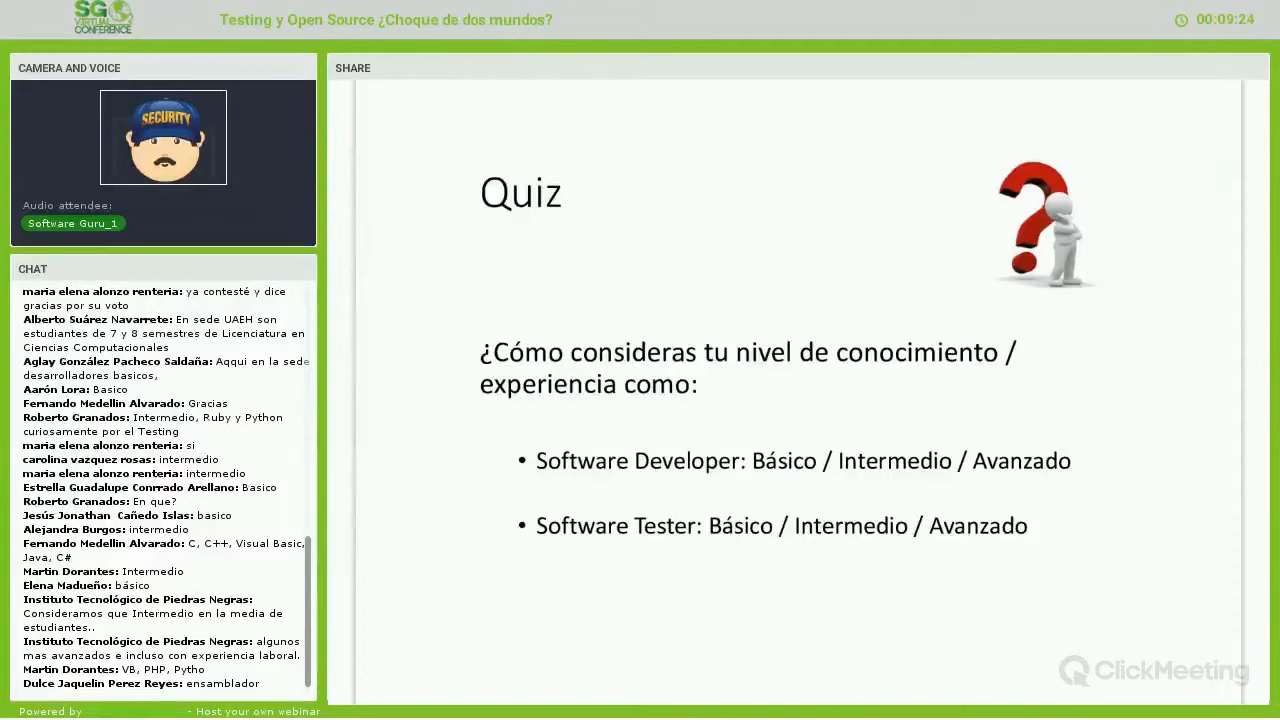 SG
VIRTUAL
CONFERENCE
Testing y Open Source ¿Choque de dos mundos?
00:09:24
CAMERA AND VOICE
SECURITY
Audio attendee:
Software Guru_1
CHAT
maria elena alonzo renteria: ya contesté y dice
gracias por su voto
Alberto Suárez Navarrete: En sede UAEH son
estudiantes de 7 y 8 semestres de Licenciatura en
Ciencias Computacionales
Aglay González Pacheco Saldaña: Aqqui en la sede
desarrolladores basicos,
Aarón Lora: Basico
Fernando Medellin Alvarado: Gracias
Roberto Granados: Intermedio, Ruby y Python
curiosamente por el Testing
maria elena alonzo renteria: si
carolina vazquez rosas: intermedio
maria elena alonzo renteria: intermedio
Estrella Guadalupe Conrrado Arellano: Basico
Roberto Granados: En que?
Jesús Jonathan Cañedo Islas: basico
Alejandra Burgos: intermedio
Fernando Medellin Alvarado: C, C++, Visual Basic,
Java, C#
Martin Dorantes: Intermedio
Elena Madueño: básico
Instituto Tecnológico de Piedras Negras:
Consideramos que Intermedio en la media de
estudiantes..
Instituto Tecnológico de Piedras Negras: algunos
mas avanzados e incluso con experiencia laboral.
Martin Dorantes: VB, PHP, Pytho
Dulce Jaquelin Perez Reyes: ensamblador
Powered by - Host your own webinar
SHARE
Quiz
¿Cómo consideras tu nivel de conocimiento /
experiencia como:
• Software Developer: Básico / Intermedio / Avanzado
• Software Tester: Básico / Intermedio / Avanzado
ClickMeeting